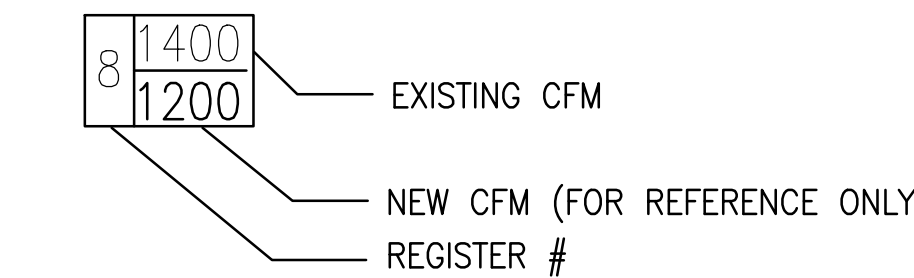 8
1400
1200
EXISTING CFM
NEW CFM (FOR REFERENCE ONLY
REGISTER #